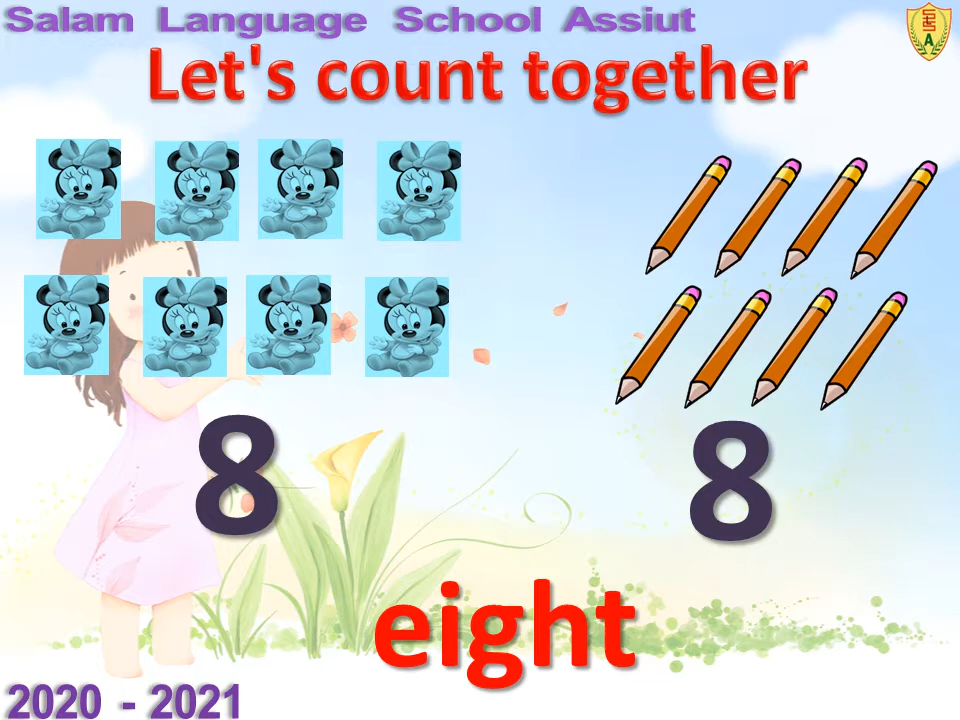 Salam Language School Assiut
Let's count together
8 8
eight
2020 - 2021